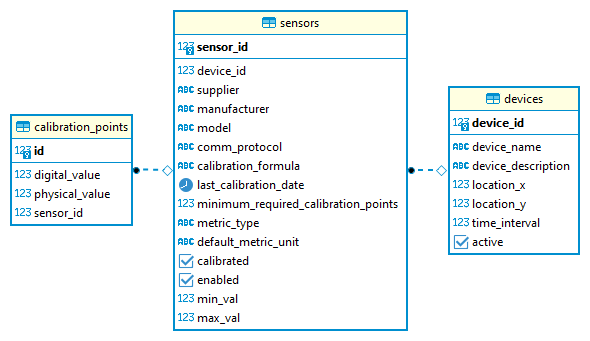 calibration_points
123 id
123 digital_value
123 physical_value
123 sensor_id
sensors
123 sensor_id
123 device_id
ABC supplier
ABC manufacturer
ABC model
ABC comm_protocol
ABC calibration_formula
last_calibration_date
123 minimum_required_calibration_points
ABC metric_type
ABC default_metric_unit
calibrated
enabled
123 min_val
123 max_val
devices
123 device_id
ABC device_name
ABC device_description
123 location_x
123 location_y
123 time_interval
active